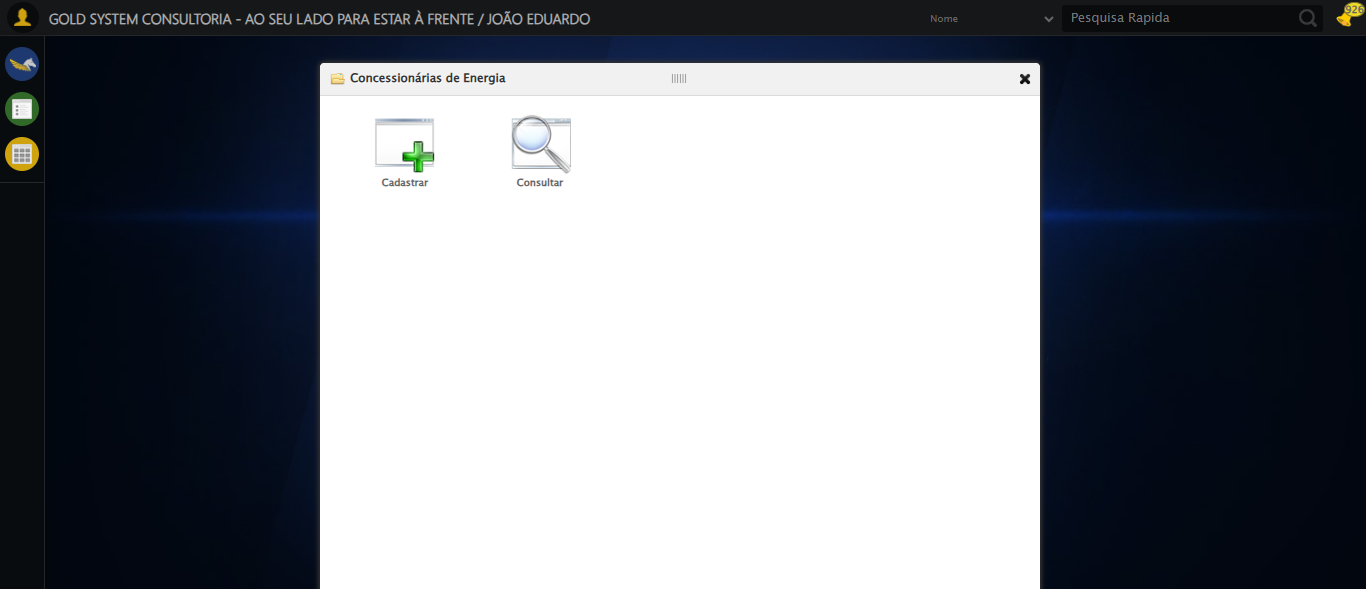 GOLD SYSTEM CONSULTORIA - AO SEU LADO PARA ESTAR À FRENTE / JOÃO EDUARDO
Nome
Pesquisa Rapida
926
Concessionárias de Energia
Cadastrar
Consultar